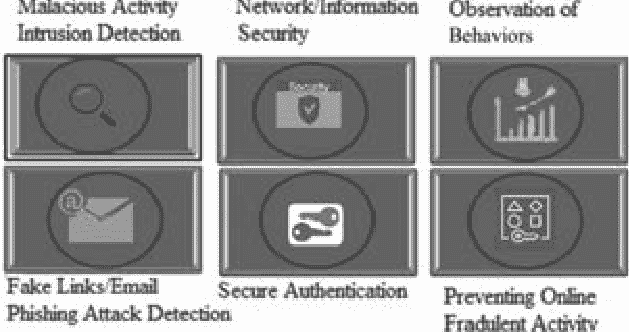 Malacious Activity
Intrusion Detection
Network/Information
Security
Observation of
Behaviors
Security
@
Fake Links/Email
Phishing Attack Detection
Secure Authentication
Preventing Online
Fradulent Activity